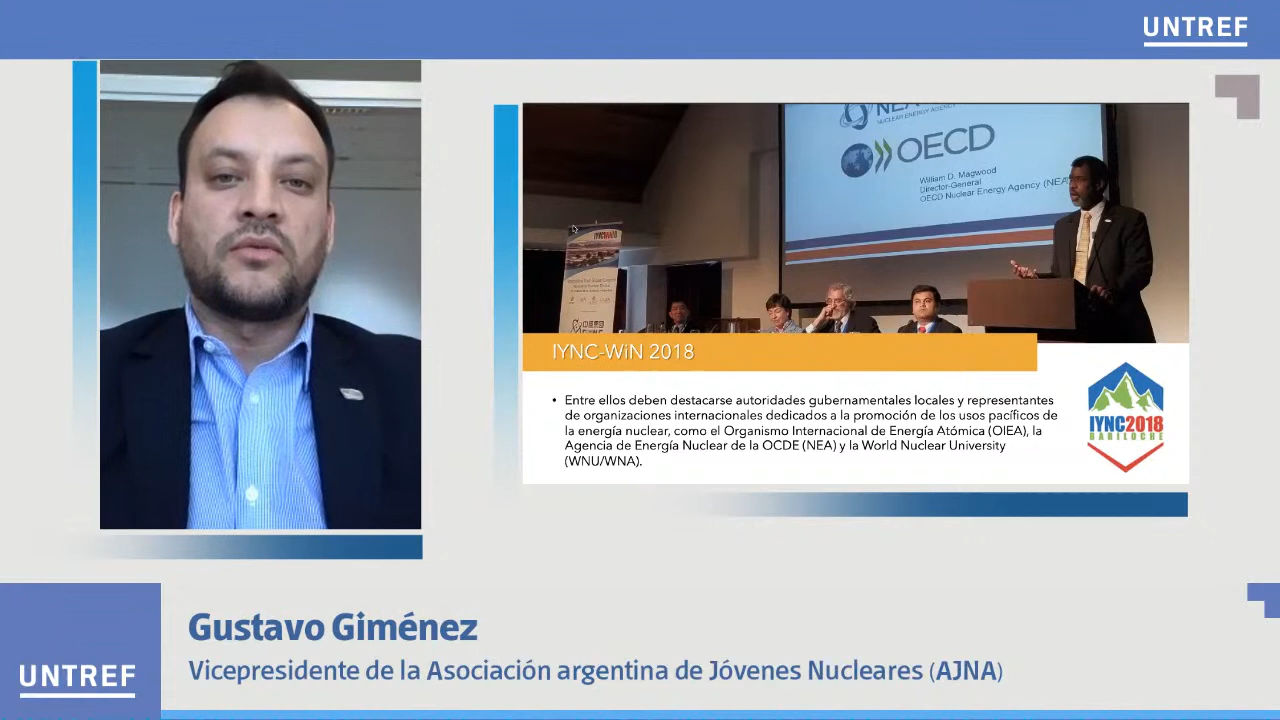 UNTREF
NUCLEAR ENERGY AGENCY
OECD
William D. Magwood
Director-General
OECD Nuclear Energy Agency (NEA)
IYNC-WiN 2018
• Entre ellos deben destacarse autoridades gubernamentales locales y representantes
de organizaciones internacionales dedicados a la promoción de los usos pacíficos de
la energía nuclear, como el Organismo Internacional de Energía Atómica (OIEA), la
Agencia de Energía Nuclear de la OCDE (NEA) y la World Nuclear University
(WNU/WNA).
IYNC2018
BARILOCHE
Gustavo Giménez
Vicepresidente de la Asociación argentina de Jóvenes Nucleares (AJNA)
UNTREF